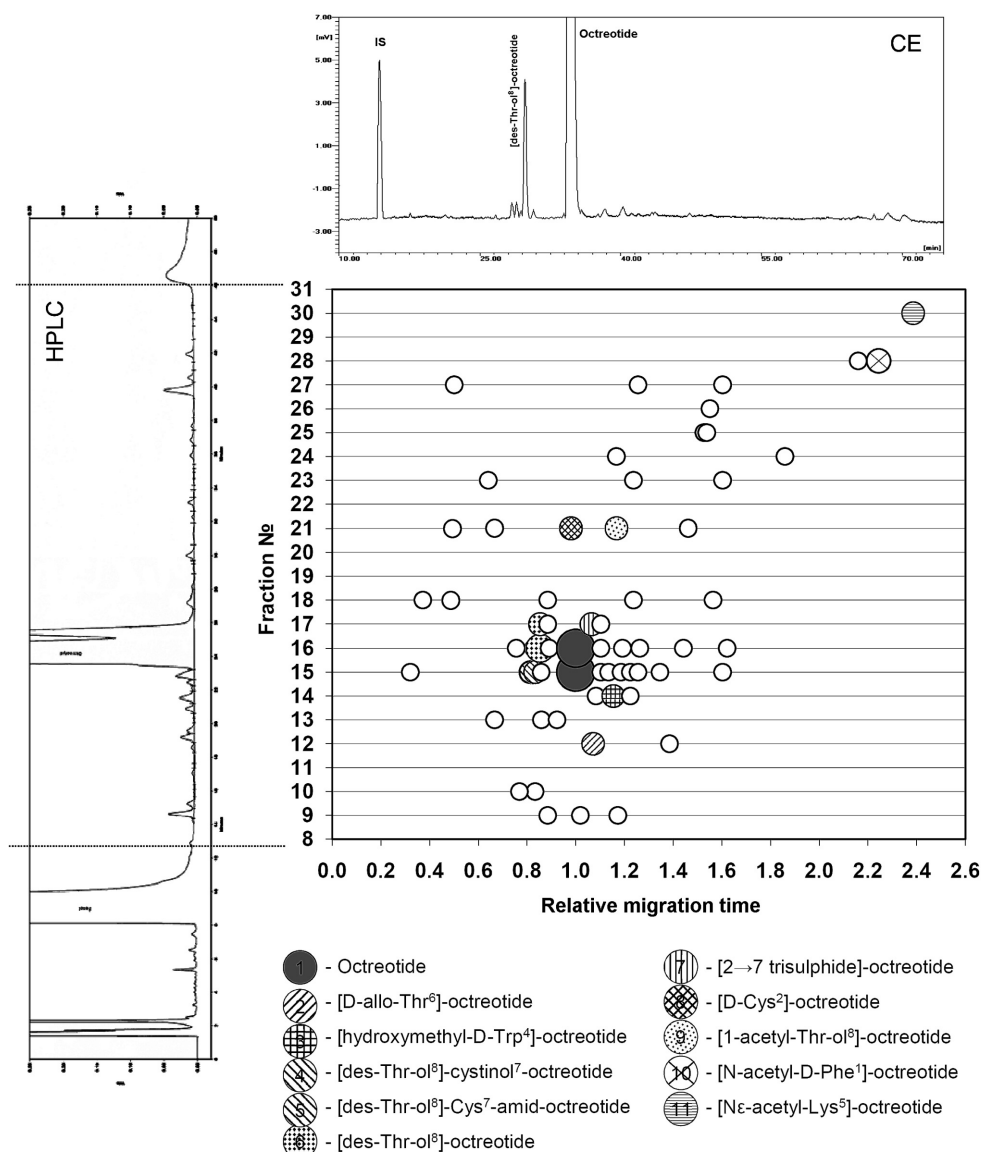 7.00
[mV]
5.00
3.00
1.00
-1.00
-3.00
IS
[des-Thr-ol⁸]-octreotide
Octreotide
CE
10.00
25.00
40.00
55.00
70.00
[min]
HPLC
31
30
29
28
27
26
25
24
23
22
21
20
19
18
17
16
15
14
13
12
11
10
9
8
Fraction №
0.0 0.2 0.4 0.6 0.8 1.0 1.2 1.4 1.6 1.8 2.0 2.2 2.4 2.6
Relative migration time
1 - Octreotide
2 - [D-allo-Thr⁶]-octreotide
3 - [hydroxymethyl-D-Trp⁴]-octreotide
4 - [des-Thr-ol⁸]-cystinol⁷-octreotide
5 - [des-Thr-ol⁸]-Cys⁷-amid-octreotide
6 - [des-Thr-ol⁸]-octreotide
7 - [2→7 trisulphide]-octreotide
8 - [D-Cys²]-octreotide
9 - [1-acetyl-Thr-ol⁸]-octreotide
10 - [N-acetyl-D-Phe¹]-octreotide
11 - [Nε-acetyl-Lys⁵]-octreotide